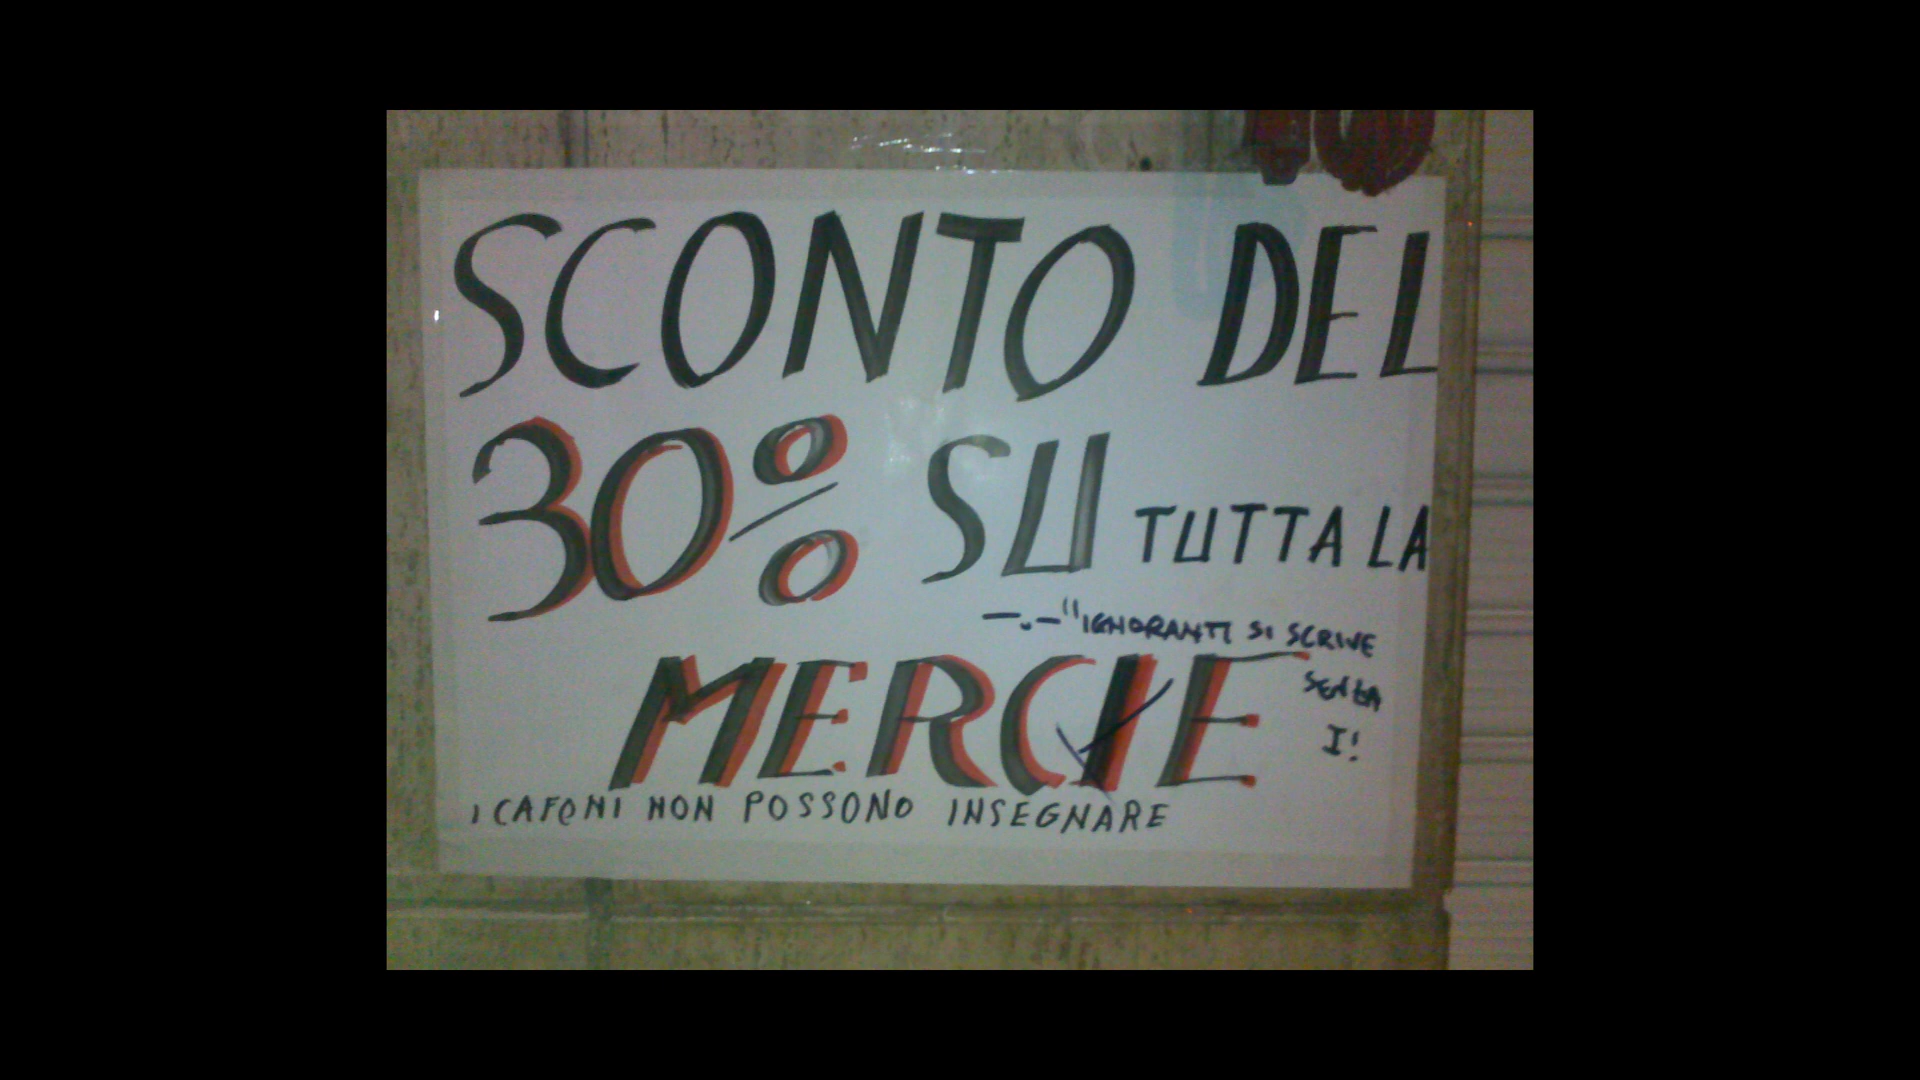 SCONTO DEL
30% SU TUTTA LA
—.— "IGNORANTI SI SCRIVE
SENZA
I!
MERCIE
I CAFONI NON POSSONO INSEGNARE